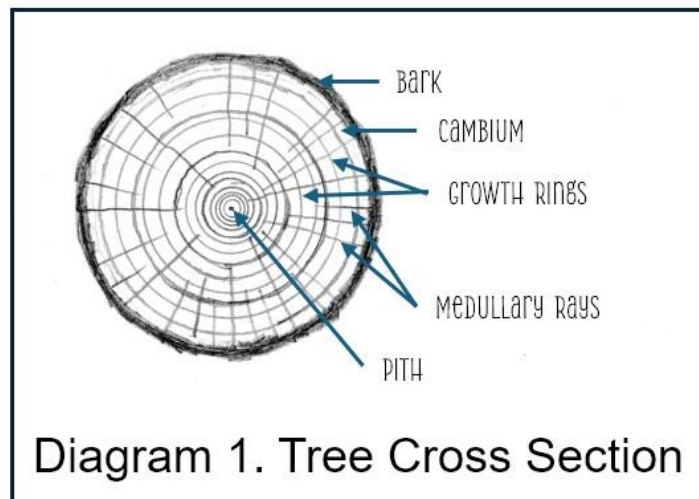 BARK
CAMBIUM
GROWTH RINGS
MEDULLARY RAYS
PITH
Diagram 1. Tree Cross Section